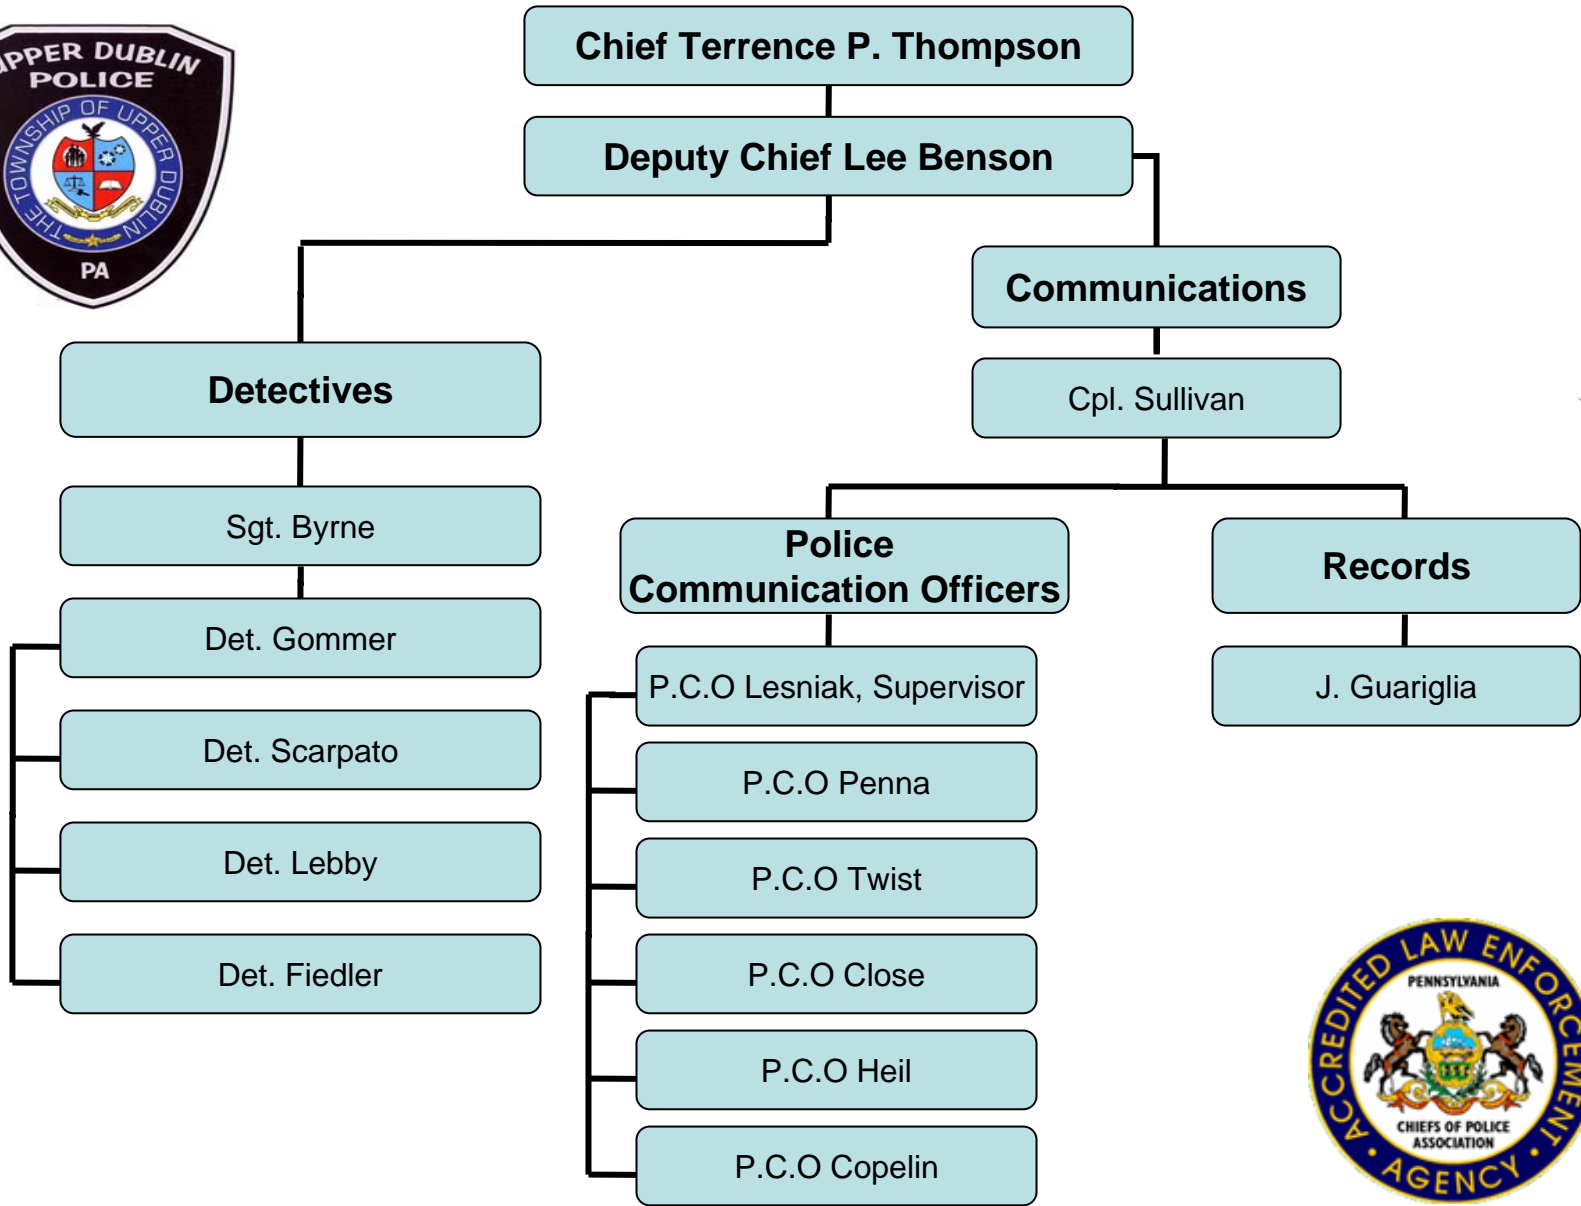 UPPER DUBLIN
POLICE
THE TOWNSHIP OF UPPER DUBLIN
PA
Chief Terrence P. Thompson
Deputy Chief Lee Benson
Communications
Cpl. Sullivan
Detectives
Sgt. Byrne
Det. Gommer
Det. Scarpato
Det. Lebby
Det. Fiedler
Police
Communication Officers
P.C.O Lesniak, Supervisor
P.C.O Penna
P.C.O Twist
P.C.O Close
P.C.O Heil
P.C.O Copelin
Records
J. Guariglia
ACCREDITED LAW ENFORCEMENT
AGENCY
PENNSYLVANIA
CHIEFS OF POLICE
ASSOCIATION